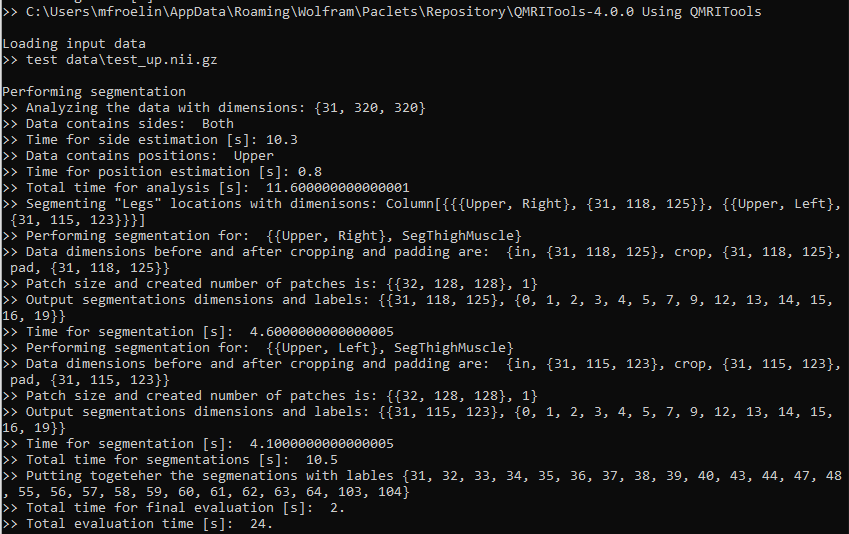 >> C:\Users\mfroelin\AppData\Roaming\Wolfram\Paclets\Repository\QMRITools-4.0.0 Using QMRITools
Loading input data
>> test data\test_up.nii.gz
Performing segmentation
>> Analyzing the data with dimensions: {31, 320, 320}
>> Data contains sides:  Both
>> Time for side estimation [s]: 10.3
>> Data contains positions:  Upper
>> Time for position estimation [s]: 0.8
>> Total time for analysis [s]:  11.600000000000001
>> Segmenting "Legs" locations with dimenisons: Column[{{{Upper, Right}, {31, 118, 125}}, {{Upper, Left},
 {31, 115, 123}}}]
>> Performing segmentation for:  {{Upper, Right}, SegThighMuscle}
>> Data dimensions before and after cropping and padding are:  {in, {31, 118, 125}, crop, {31, 118, 125},
 pad, {31, 118, 125}}
>> Patch size and created number of patches is: {{32, 128, 128}, 1}
>> Output segmentations dimensions and labels: {{31, 118, 125}, {0, 1, 2, 3, 4, 5, 7, 9, 12, 13, 14, 15,
16, 19}}
>> Time for segmentation [s]:  4.6000000000000005
>> Performing segmentation for:  {{Upper, Left}, SegThighMuscle}
>> Data dimensions before and after cropping and padding are:  {in, {31, 115, 123}, crop, {31, 115, 123},
 pad, {31, 115, 123}}
>> Patch size and created number of patches is: {{32, 128, 128}, 1}
>> Output segmentations dimensions and labels: {{31, 115, 123}, {0, 1, 2, 3, 4, 5, 7, 9, 12, 13, 14, 15,
16, 19}}
>> Time for segmentation [s]:  4.1000000000000005
>> Total time for segmentations [s]:  10.5
>> Putting togeteher the segmenations with lables {31, 32, 33, 34, 35, 36, 37, 38, 39, 40, 43, 44, 47, 48
, 55, 56, 57, 58, 59, 60, 61, 62, 63, 64, 103, 104}
>> Total time for final evaluation [s]:  2.
>> Total evaluation time [s]:  24.